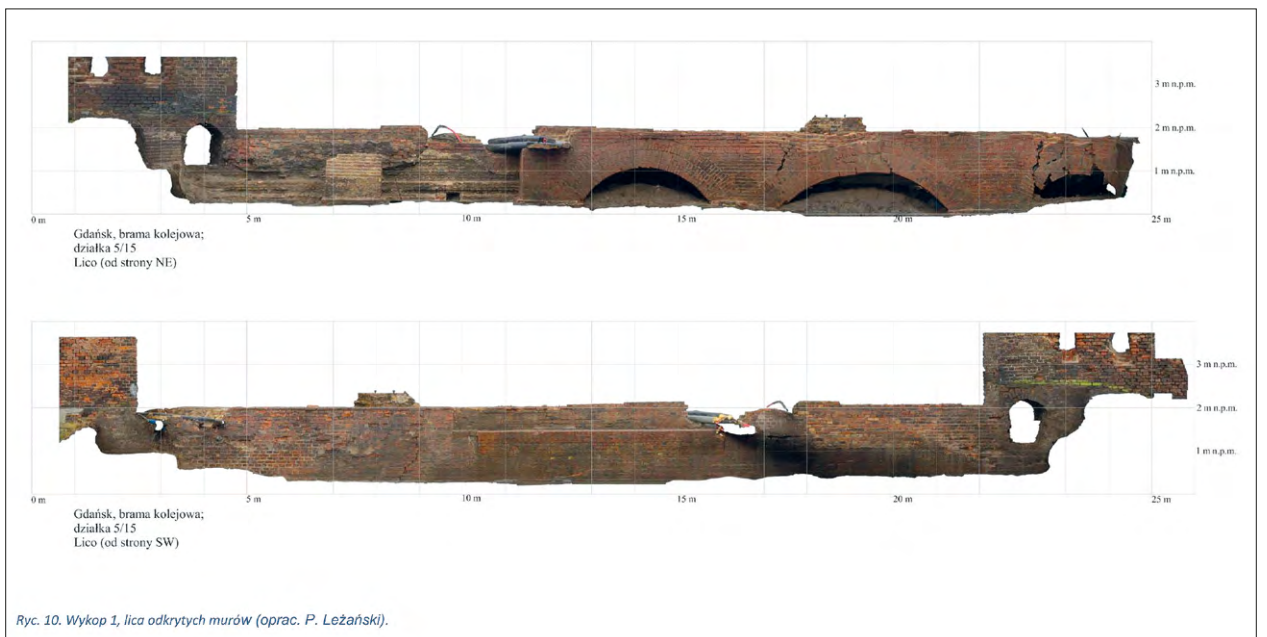 3 m n.p.m.
2 m n.p.m.
1 m n.p.m.
0 m 5 m 10 m 15 m 20 m 25 m
Gdańsk, brama kolejowa;
działka 5/15
Lico (od strony NE)
3 m n.p.m.
2 m n.p.m.
1 m n.p.m.
0 m 5 m 10 m 15 m 20 m 25 m
Gdańsk, brama kolejowa;
działka 5/15
Lico (od strony SW)
Ryc. 10. Wykop 1, lica odkrytych murów (oprac. P. Leżański).